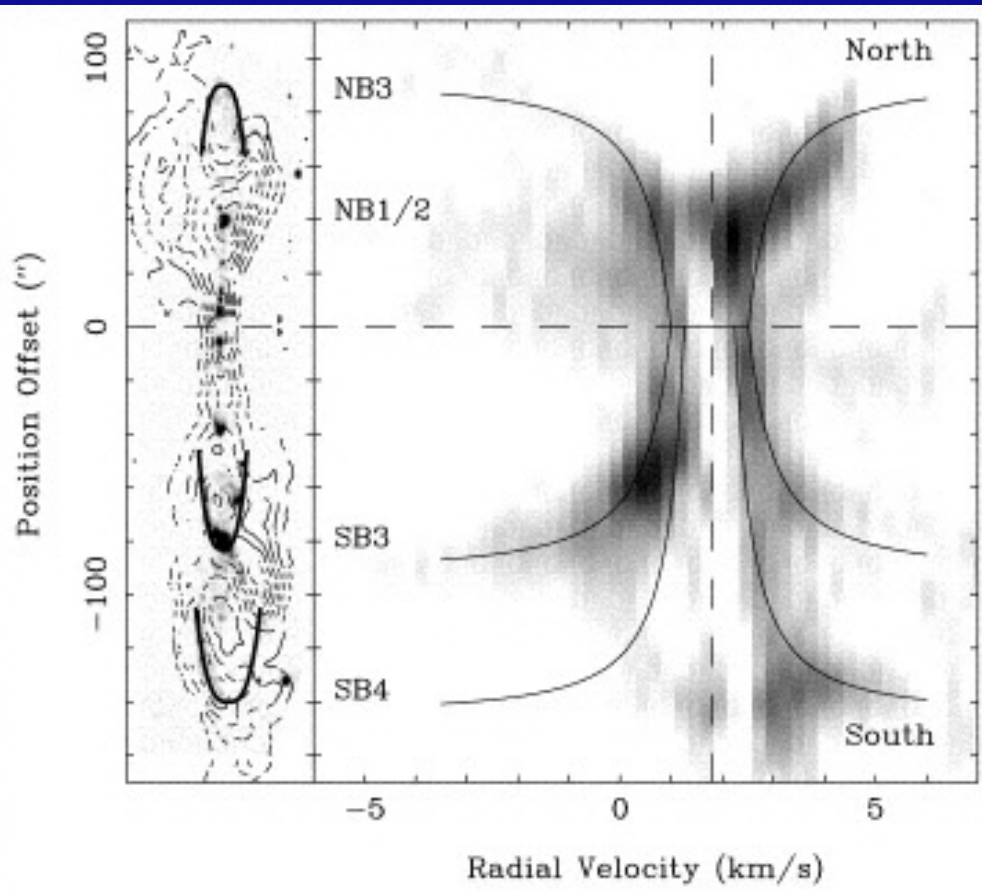 100
0
−100
Position Offset (″)
NB3
NB1/2
SB3
SB4
North
South
−5 0 5
Radial Velocity (km/s)